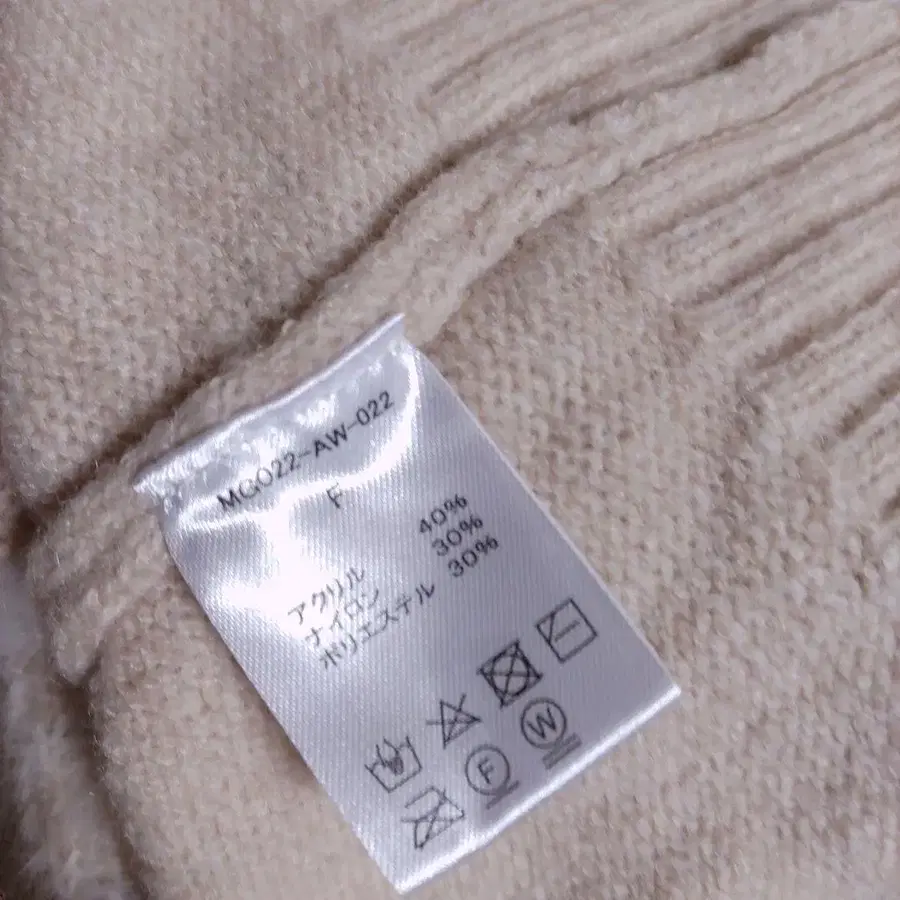 MG022-AW-022
F
アクリル 40%
ナイロン 30%
ポリエステル 30%
F
W